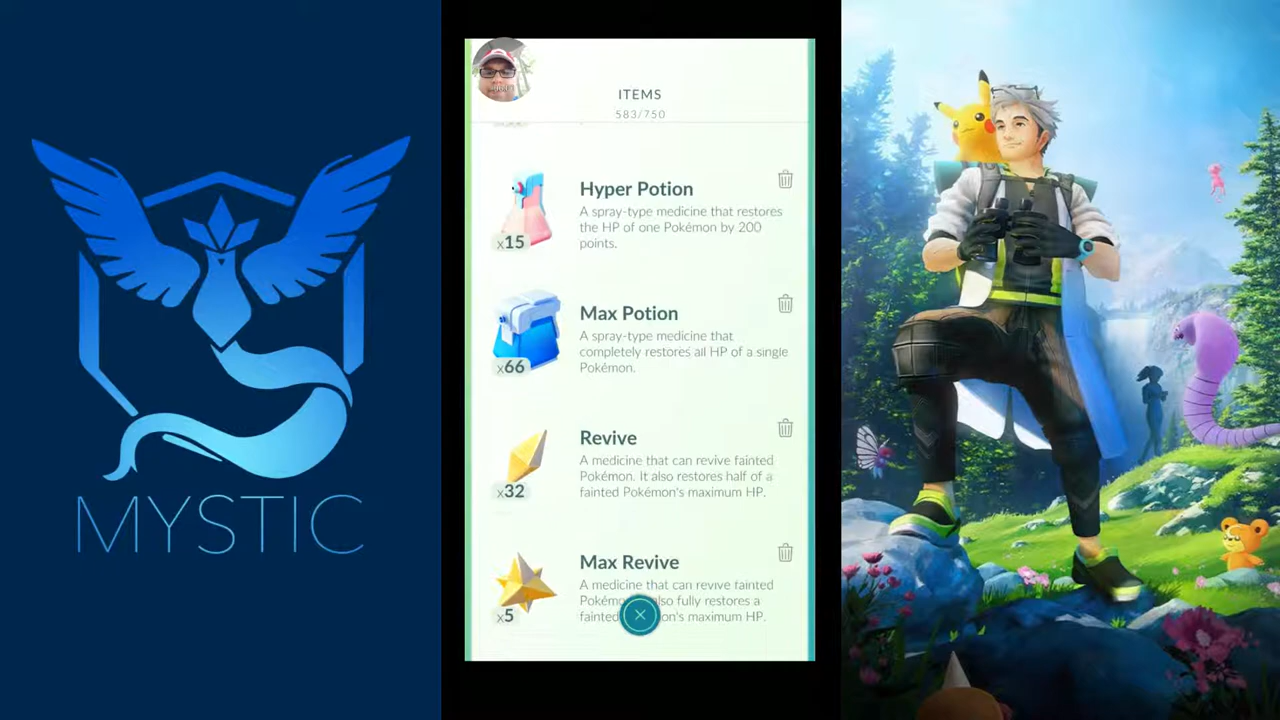 MYSTIC
ITEMS
583/750
Hyper Potion
A spray-type medicine that restores
the HP of one Pokémon by 200
points.
x15
Max Potion
A spray-type medicine that
completely restores all HP of a single
Pokémon.
x66
Revive
A medicine that can revive fainted
Pokémon. It also restores half of a
fainted Pokémon's maximum HP.
x32
Max Revive
A medicine that can revive fainted
also fully restores a
fainted maximum HP.
x5